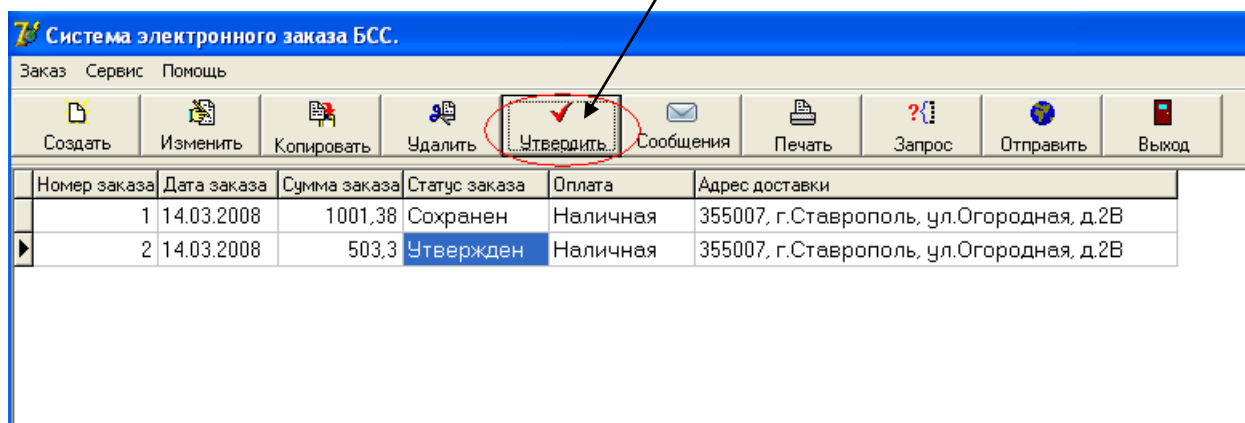 Система электронного заказа БСС.
Заказ Сервис Помощь
Создать Изменить Копировать Удалить Утвердить Сообщения Печать Запрос Отправить Выход
Номер заказа Дата заказа Сумма заказа Статус заказа Оплата Адрес доставки
1 14.03.2008 1001,38 Сохранен Наличная 355007, г.Ставрополь, ул.Огородная, д.2В
2 14.03.2008 503,3 Утвержден Наличная 355007, г.Ставрополь, ул.Огородная, д.2В